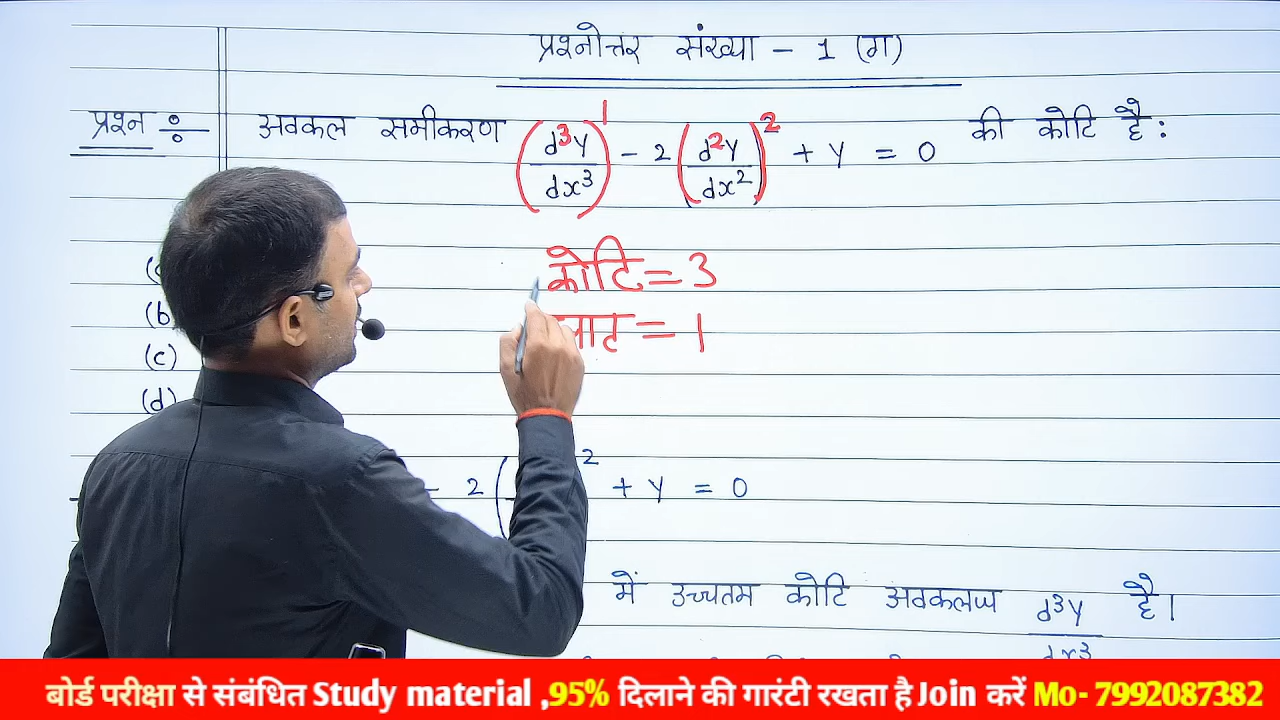 प्रश्नोत्तर संख्या - 1 (ग)
प्रश्न ÷ अवकल समीकरण (d³y/dx³)¹ - 2 (d²y/dx²)² + y = 0 की कोटि है :
कोटि = 3
= 1
(b)
(c)
(d)
- 2 ( ² + y = 0
में उच्चतम कोटि अवकलज d³y/dx³ है।
बोर्ड परीक्षा से संबंधित Study material ,95% दिलाने की गारंटी रखता है Join करें Mo- 7992087382